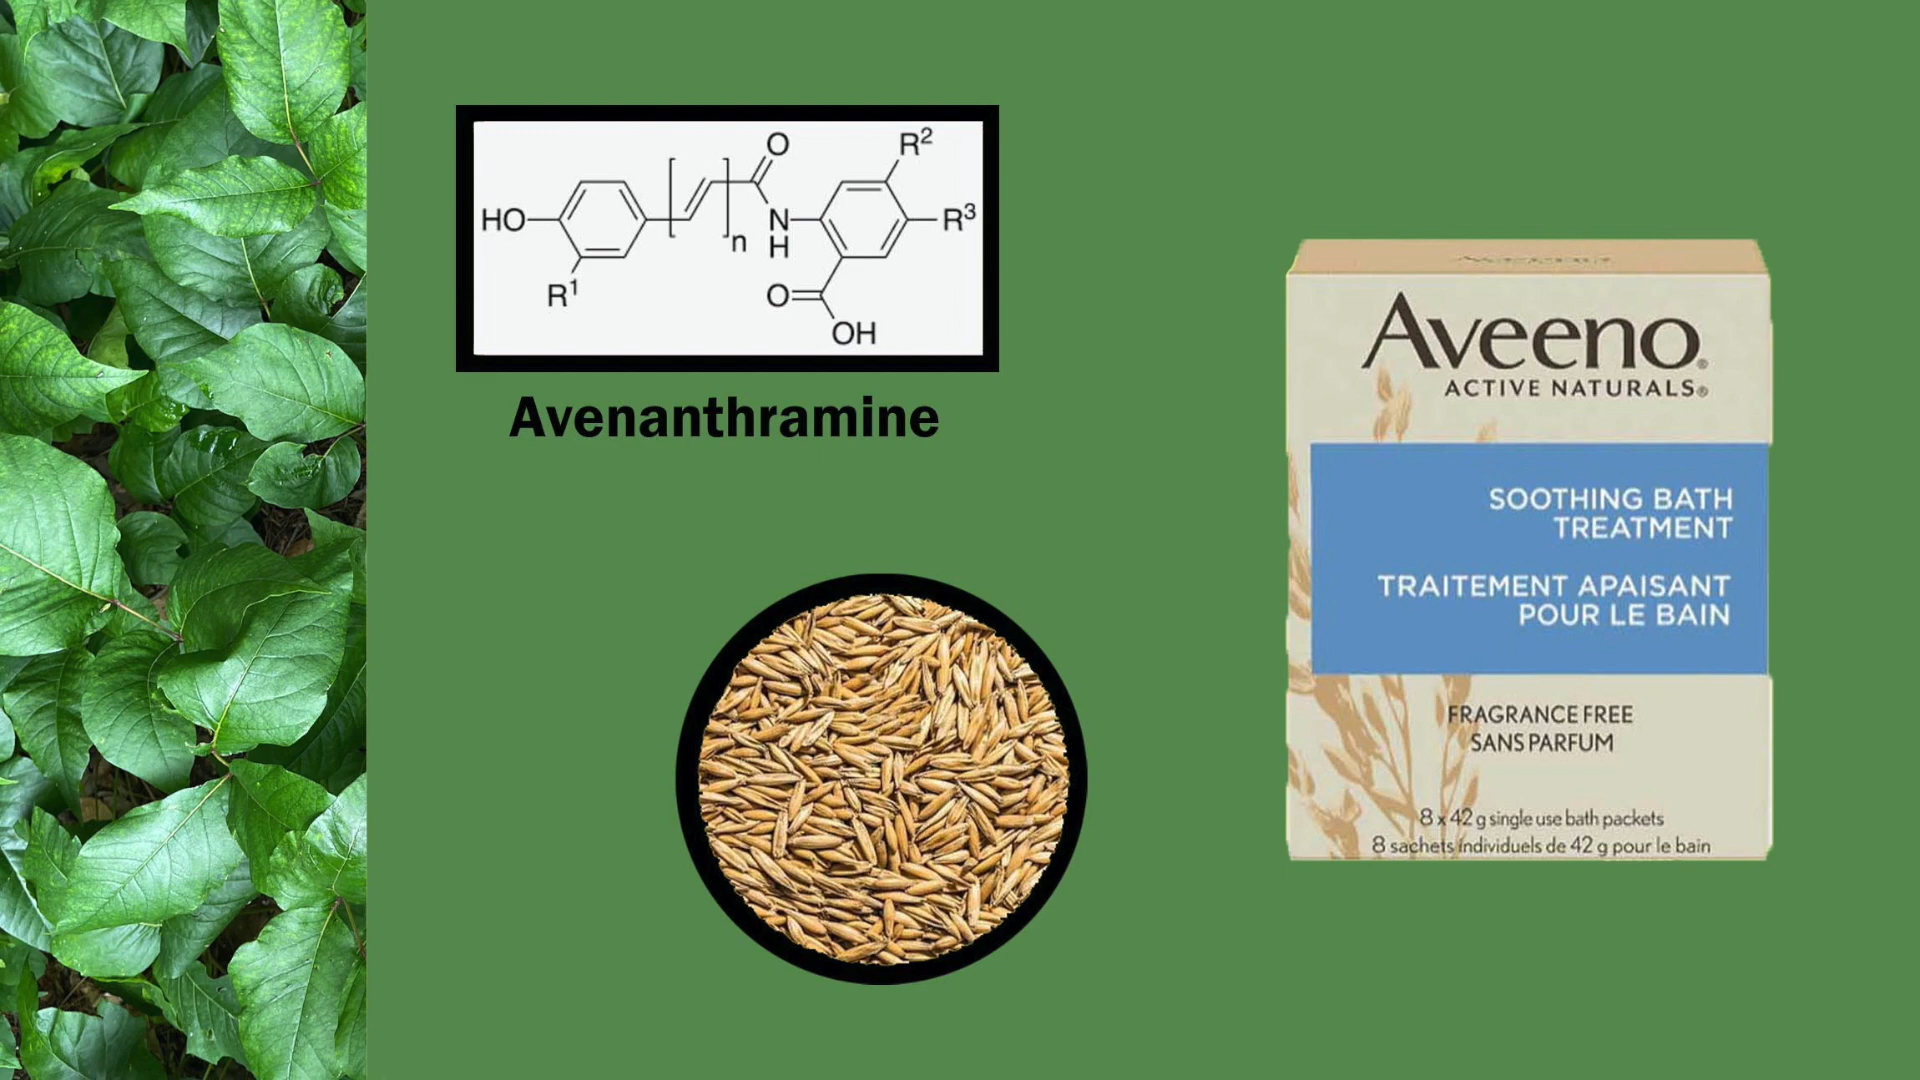 HO
R¹
n
O
N
H
R²
R³
O
OH
Avenanthramine
Aveeno
Aveeno®
ACTIVE NATURALS®
SOOTHING BATH
TREATMENT
TRAITEMENT APAISANT
POUR LE BAIN
FRAGRANCE FREE
SANS PARFUM
8 x 42 g single use bath packets
8 sachets individuels de 42 g pour le bain